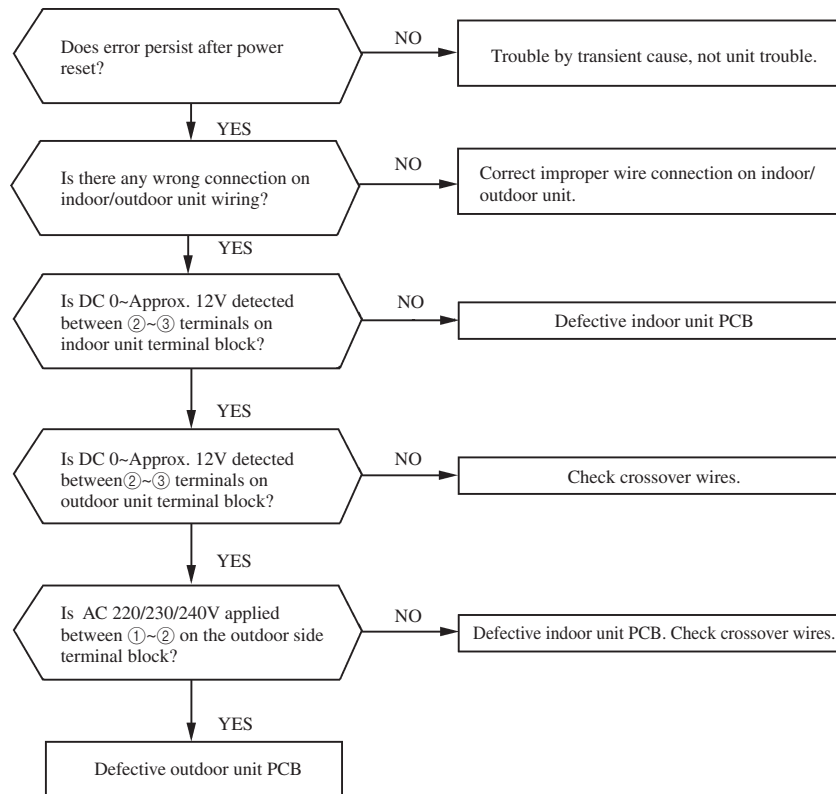 Does error persist after power
reset?
NO
Trouble by transient cause, not unit trouble.
YES
Is there any wrong connection on
indoor/outdoor unit wiring?
NO
Correct improper wire connection on indoor/
outdoor unit.
YES
Is DC 0~Approx. 12V detected
between ②~③ terminals on
indoor unit terminal block?
NO
Defective indoor unit PCB
YES
Is DC 0~Approx. 12V detected
between②~③ terminals on
outdoor unit terminal block?
NO
Check crossover wires.
YES
Is AC 220/230/240V applied
between ①~② on the outdoor side
terminal block?
NO
Defective indoor unit PCB. Check crossover wires.
YES
Defective outdoor unit PCB